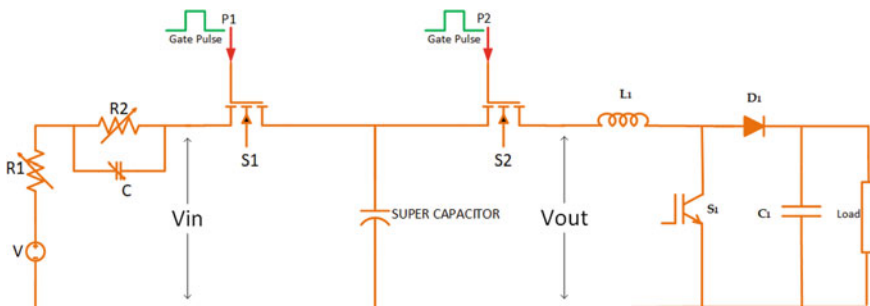 P1
Gate Pulse
P2
Gate Pulse
R2
R1
C
V
S1
Vin
SUPER CAPACITOR
S2
Vout
L1
D1
S1
C1
Load